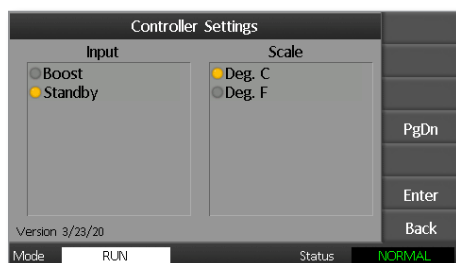 Controller Settings
Input
Scale
Boost
Standby
Deg. C
Deg. F
PgDn
Enter
Back
Version 3/23/20
Mode RUN Status NORMAL